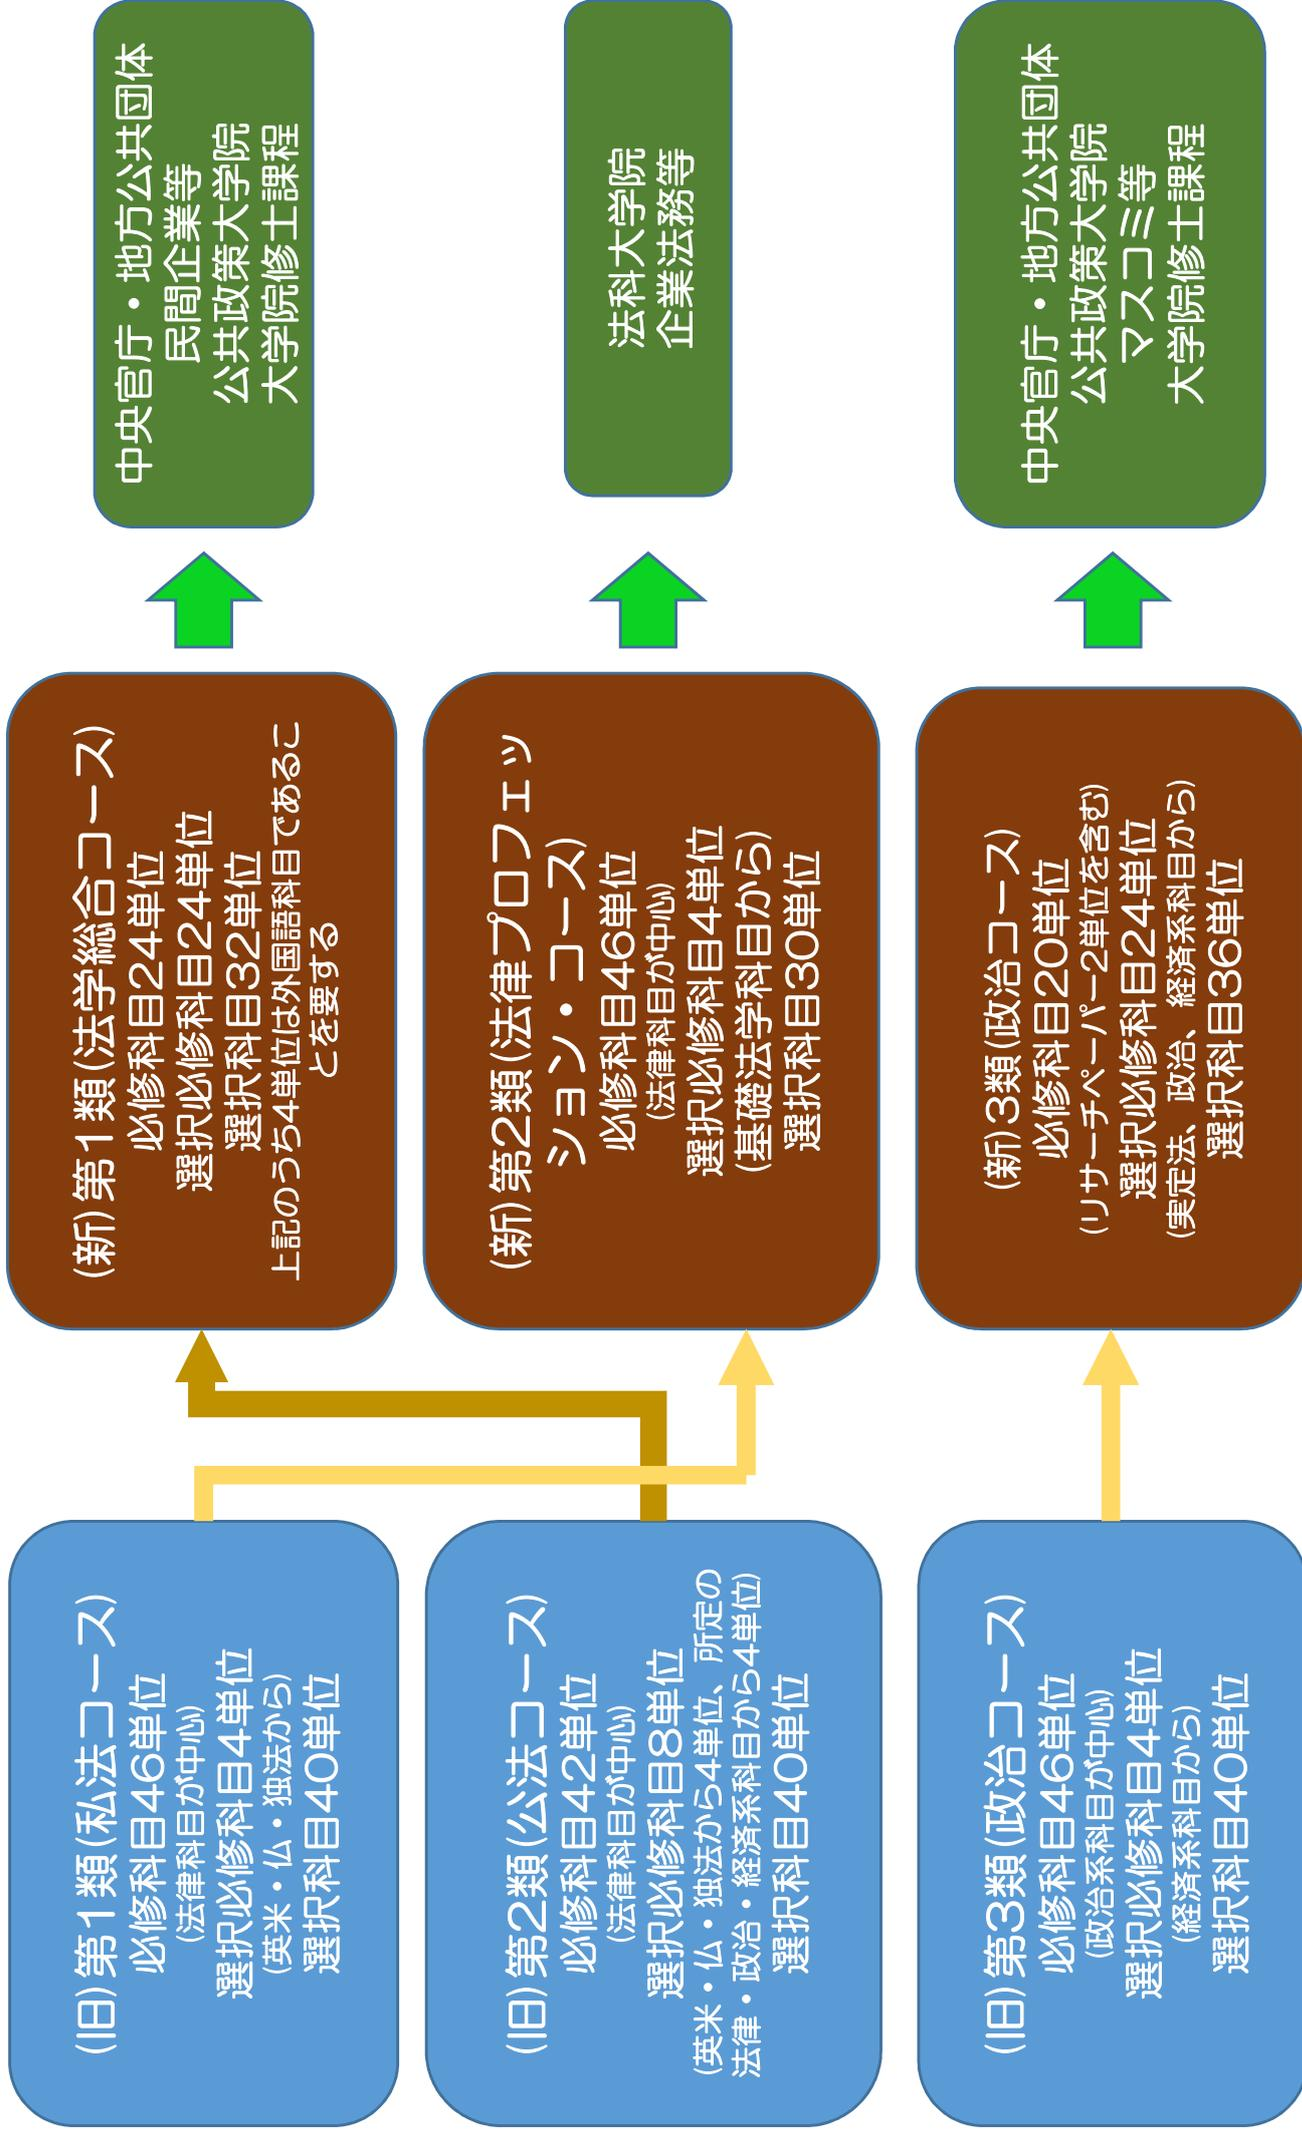 (旧)第1類(私法コース)
必修科目46単位
(法律科目が中心)
選択必修科目4単位
(英米・仏・独法から)
選択科目40単位
(新)第1類(法学総合コース)
必修科目24単位
選択必修科目24単位
選択科目32単位
上記のうち4単位は外国語科目であるこ
とを要する
中央官庁・地方公共団体
民間企業等
公共政策大学院
大学院修士課程
(旧)第2類(公法コース)
必修科目42単位
(法律科目が中心)
選択必修科目8単位
(英米・仏・独法から4単位、所定の
法律・政治・経済系科目から4単位)
選択科目40単位
(新)第2類(法律プロフェッ
ション・コース)
必修科目46単位
(法律科目が中心)
選択必修科目4単位
(基礎法学科目から)
選択科目30単位
法科大学院
企業法務等
(旧)第3類(政治コース)
必修科目46単位
(政治系科目が中心)
選択必修科目4単位
(経済系科目から)
選択科目40単位
(新)3類(政治コース)
必修科目20単位
(リサーチペーパー2単位を含む)
選択必修科目24単位
(実定法、政治、経済系科目から)
選択科目36単位
中央官庁・地方公共団体
公共政策大学院
マスコミ等
大学院修士課程